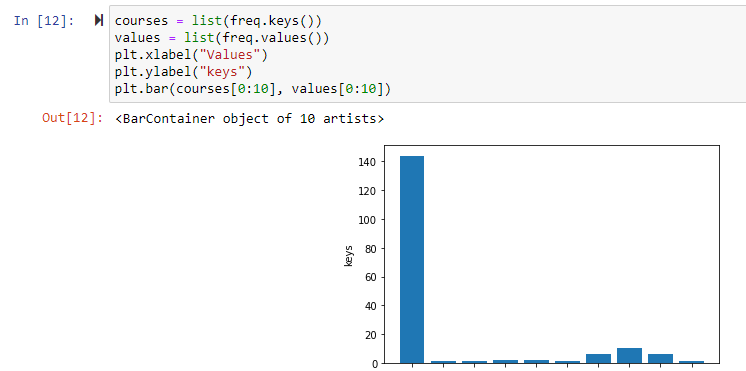 In [12]:
courses = list(freq.keys())
values = list(freq.values())
plt.xlabel("Values")
plt.ylabel("keys")
plt.bar(courses[0:10], values[0:10])
Out[12]: <BarContainer object of 10 artists>
140
120
100
80
60
40
20
0
keys